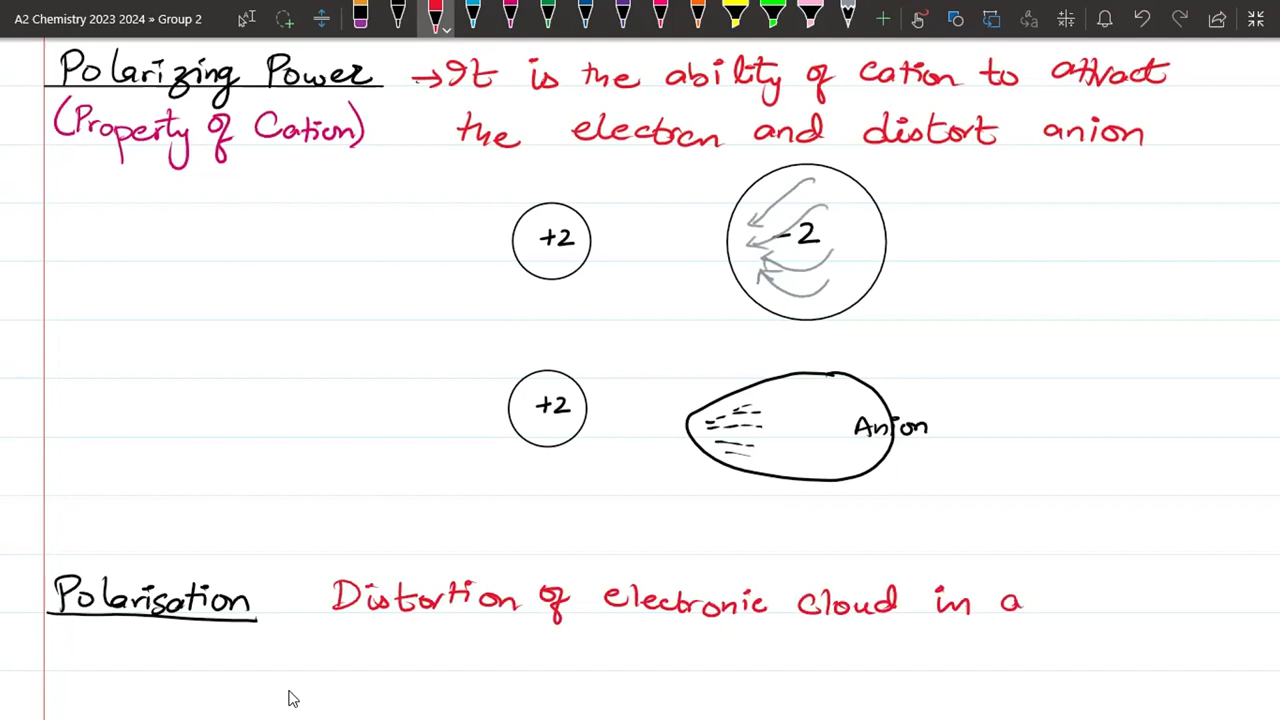 A2 Chemistry 2023 2024 » Group 2
Polarizing Power → It is the ability of cation to attract
(Property of Cation) the electron and distort anion
+2 -2
+2 Anion
Polarisation Distortion of electronic cloud in a